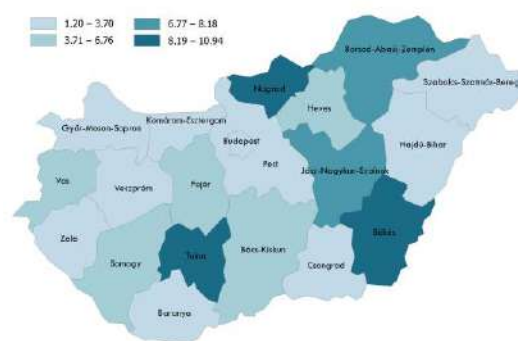 1.20 – 3.70
6.77 – 8.18
3.71 – 6.76
8.19 – 10.94
Borsod-Abaúj-Zemplén
Nógrád
Szabolcs-Szatmár-Bereg
Heves
Komárom-Esztergom
Győr-Moson-Sopron
Budapest
Hajdú-Bihar
Pest
Jász-Nagykun-Szolnok
Vas
Veszprém
Fejér
Zala
Békés
Somogy
Tolna
Bács-Kiskun
Csongrád
Baranya